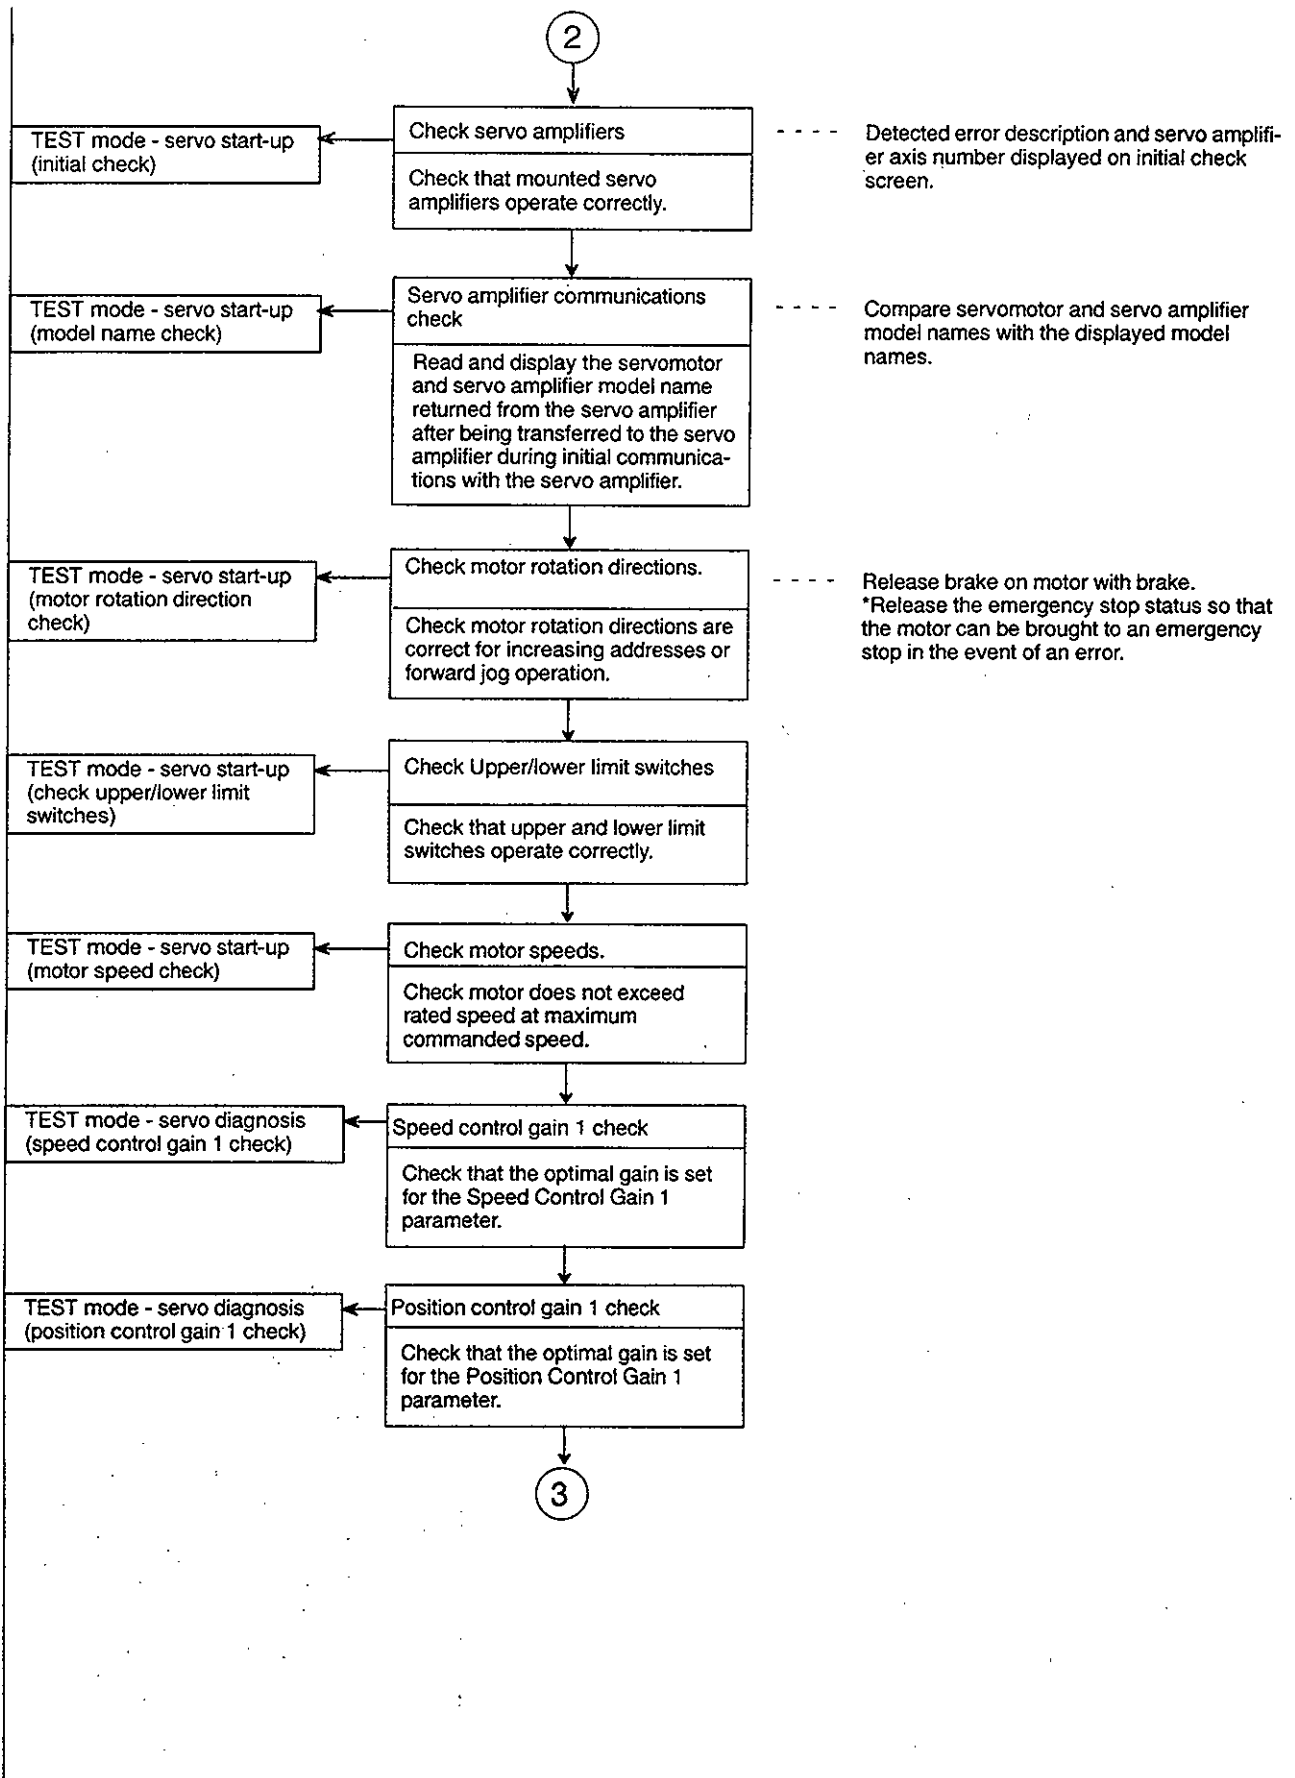 2
TEST mode - servo start-up
(initial check)
Check servo amplifiers
Check that mounted servo
amplifiers operate correctly.
- - - - Detected error description and servo amplifi-
er axis number displayed on initial check
screen.
TEST mode - servo start-up
(model name check)
Servo amplifier communications
check
Read and display the servomotor
and servo amplifier model name
returned from the servo amplifier
after being transferred to the servo
amplifier during initial communica-
tions with the servo amplifier.
- - - - Compare servomotor and servo amplifier
model names with the displayed model
names.
TEST mode - servo start-up
(motor rotation direction
check)
Check motor rotation directions.
Check motor rotation directions are
correct for increasing addresses or
forward jog operation.
- - - - Release brake on motor with brake.
*Release the emergency stop status so that
the motor can be brought to an emergency
stop in the event of an error.
TEST mode - servo start-up
(check upper/lower limit
switches)
Check Upper/lower limit switches
Check that upper and lower limit
switches operate correctly.
TEST mode - servo start-up
(motor speed check)
Check motor speeds.
Check motor does not exceed
rated speed at maximum
commanded speed.
TEST mode - servo diagnosis
(speed control gain 1 check)
Speed control gain 1 check
Check that the optimal gain is set
for the Speed Control Gain 1
parameter.
TEST mode - servo diagnosis
(position control gain 1 check)
Position control gain 1 check
Check that the optimal gain is set
for the Position Control Gain 1
parameter.
3